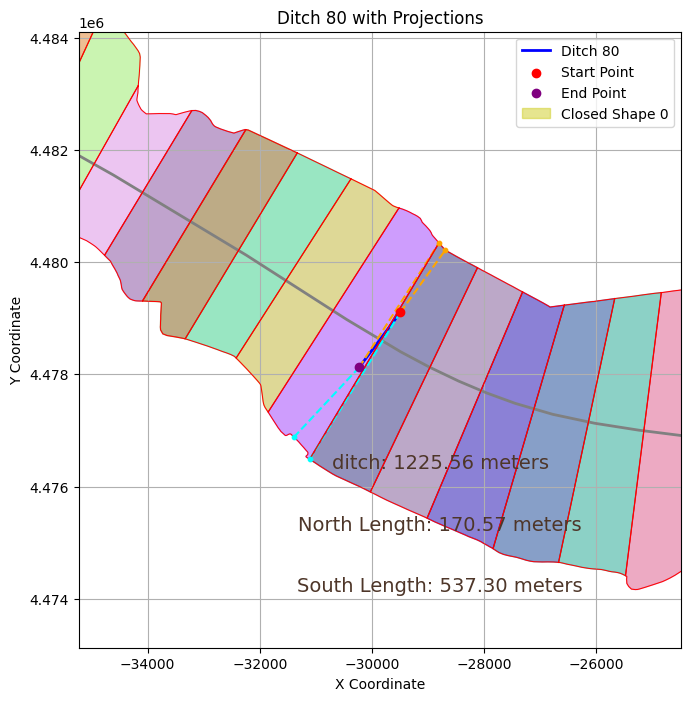 Ditch 80 with Projections
1e6
Ditch 80
Start Point
End Point
Closed Shape 0
4.484
4.482
4.480
4.478
4.476
4.474
Y Coordinate
ditch: 1225.56 meters
North Length: 170.57 meters
South Length: 537.30 meters
−34000
−32000
−30000
−28000
−26000
X Coordinate